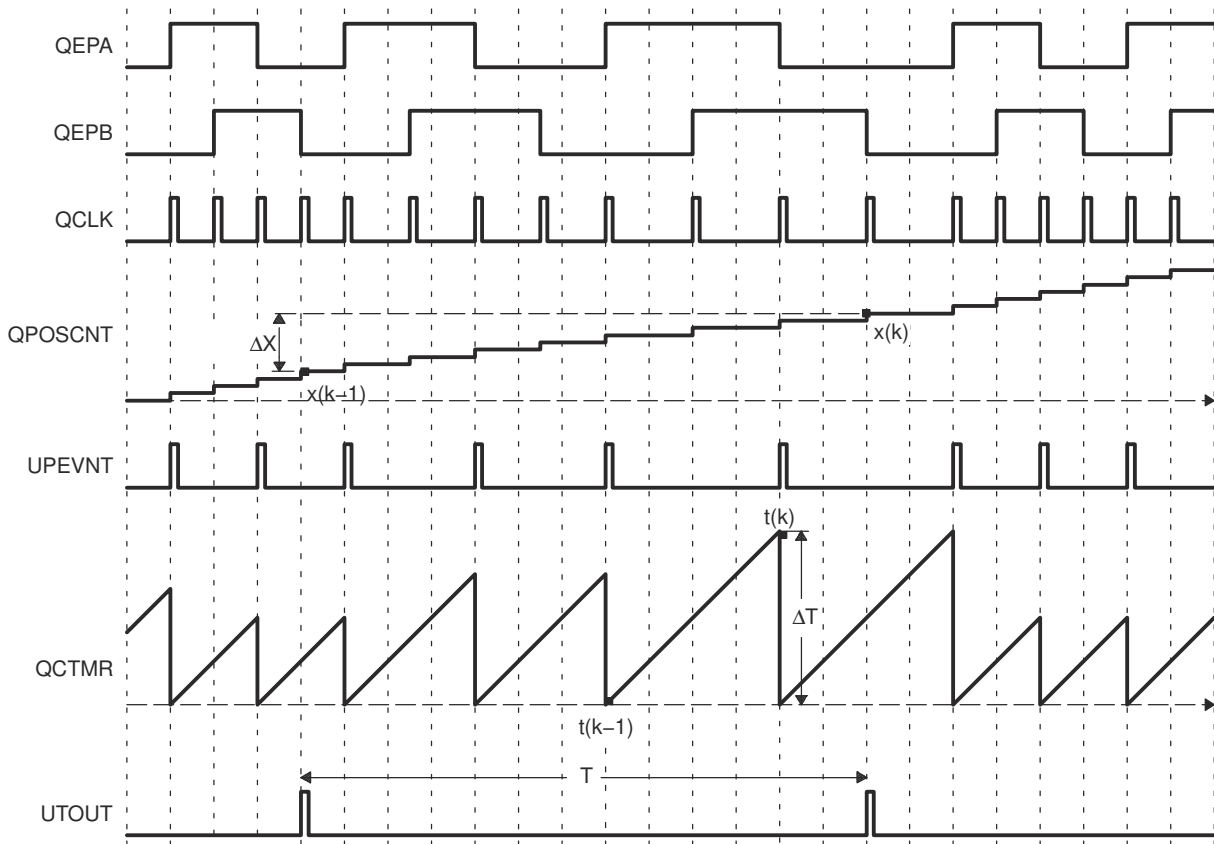 QEPA
QEPB
QCLK
QPOSCNT
ΔX
x(k)
x(k−1)
UPEVNT
t(k)
ΔT
QCTMR
t(k−1)
T
UTOUT